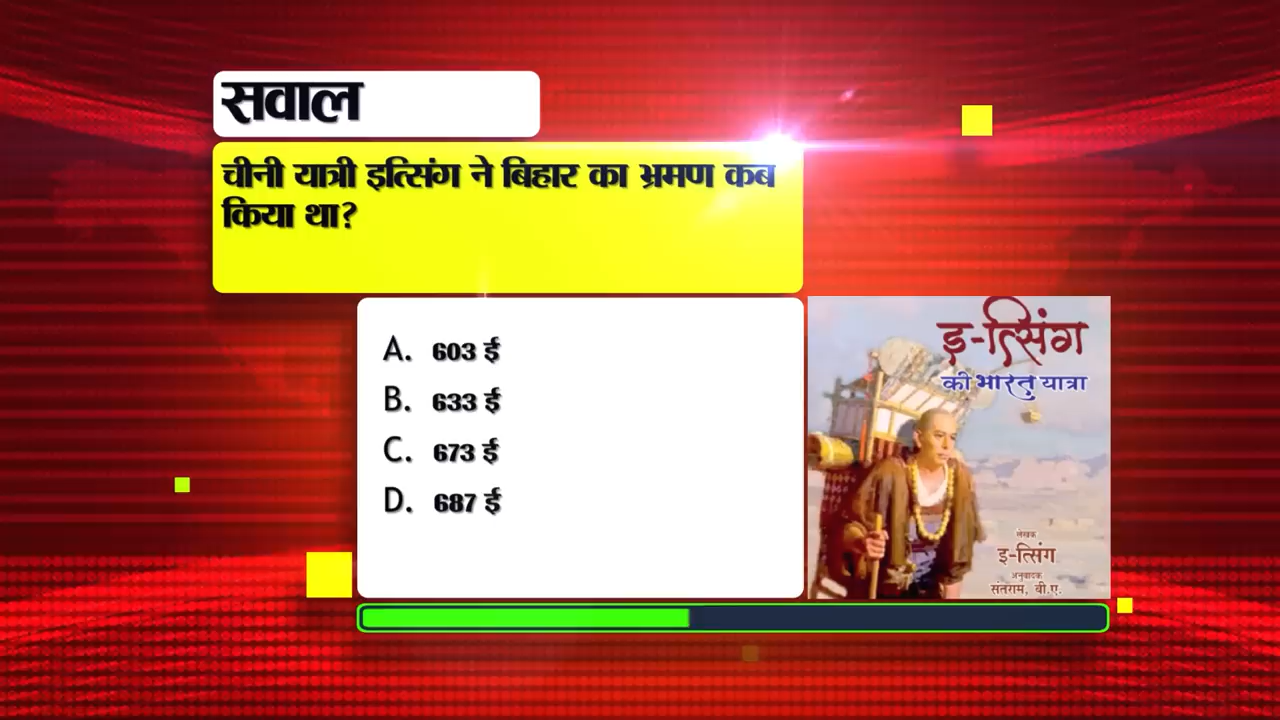 सवाल
चीनी यात्री इत्सिंग ने बिहार का भ्रमण कब
किया था?
A. 603 ई
B. 633 ई
C. 673 ई
D. 687 ई
इ-त्सिंग
की भारत यात्रा
लेखक
इ-त्सिंग
अनुवादक
संतराम, बी.ए.